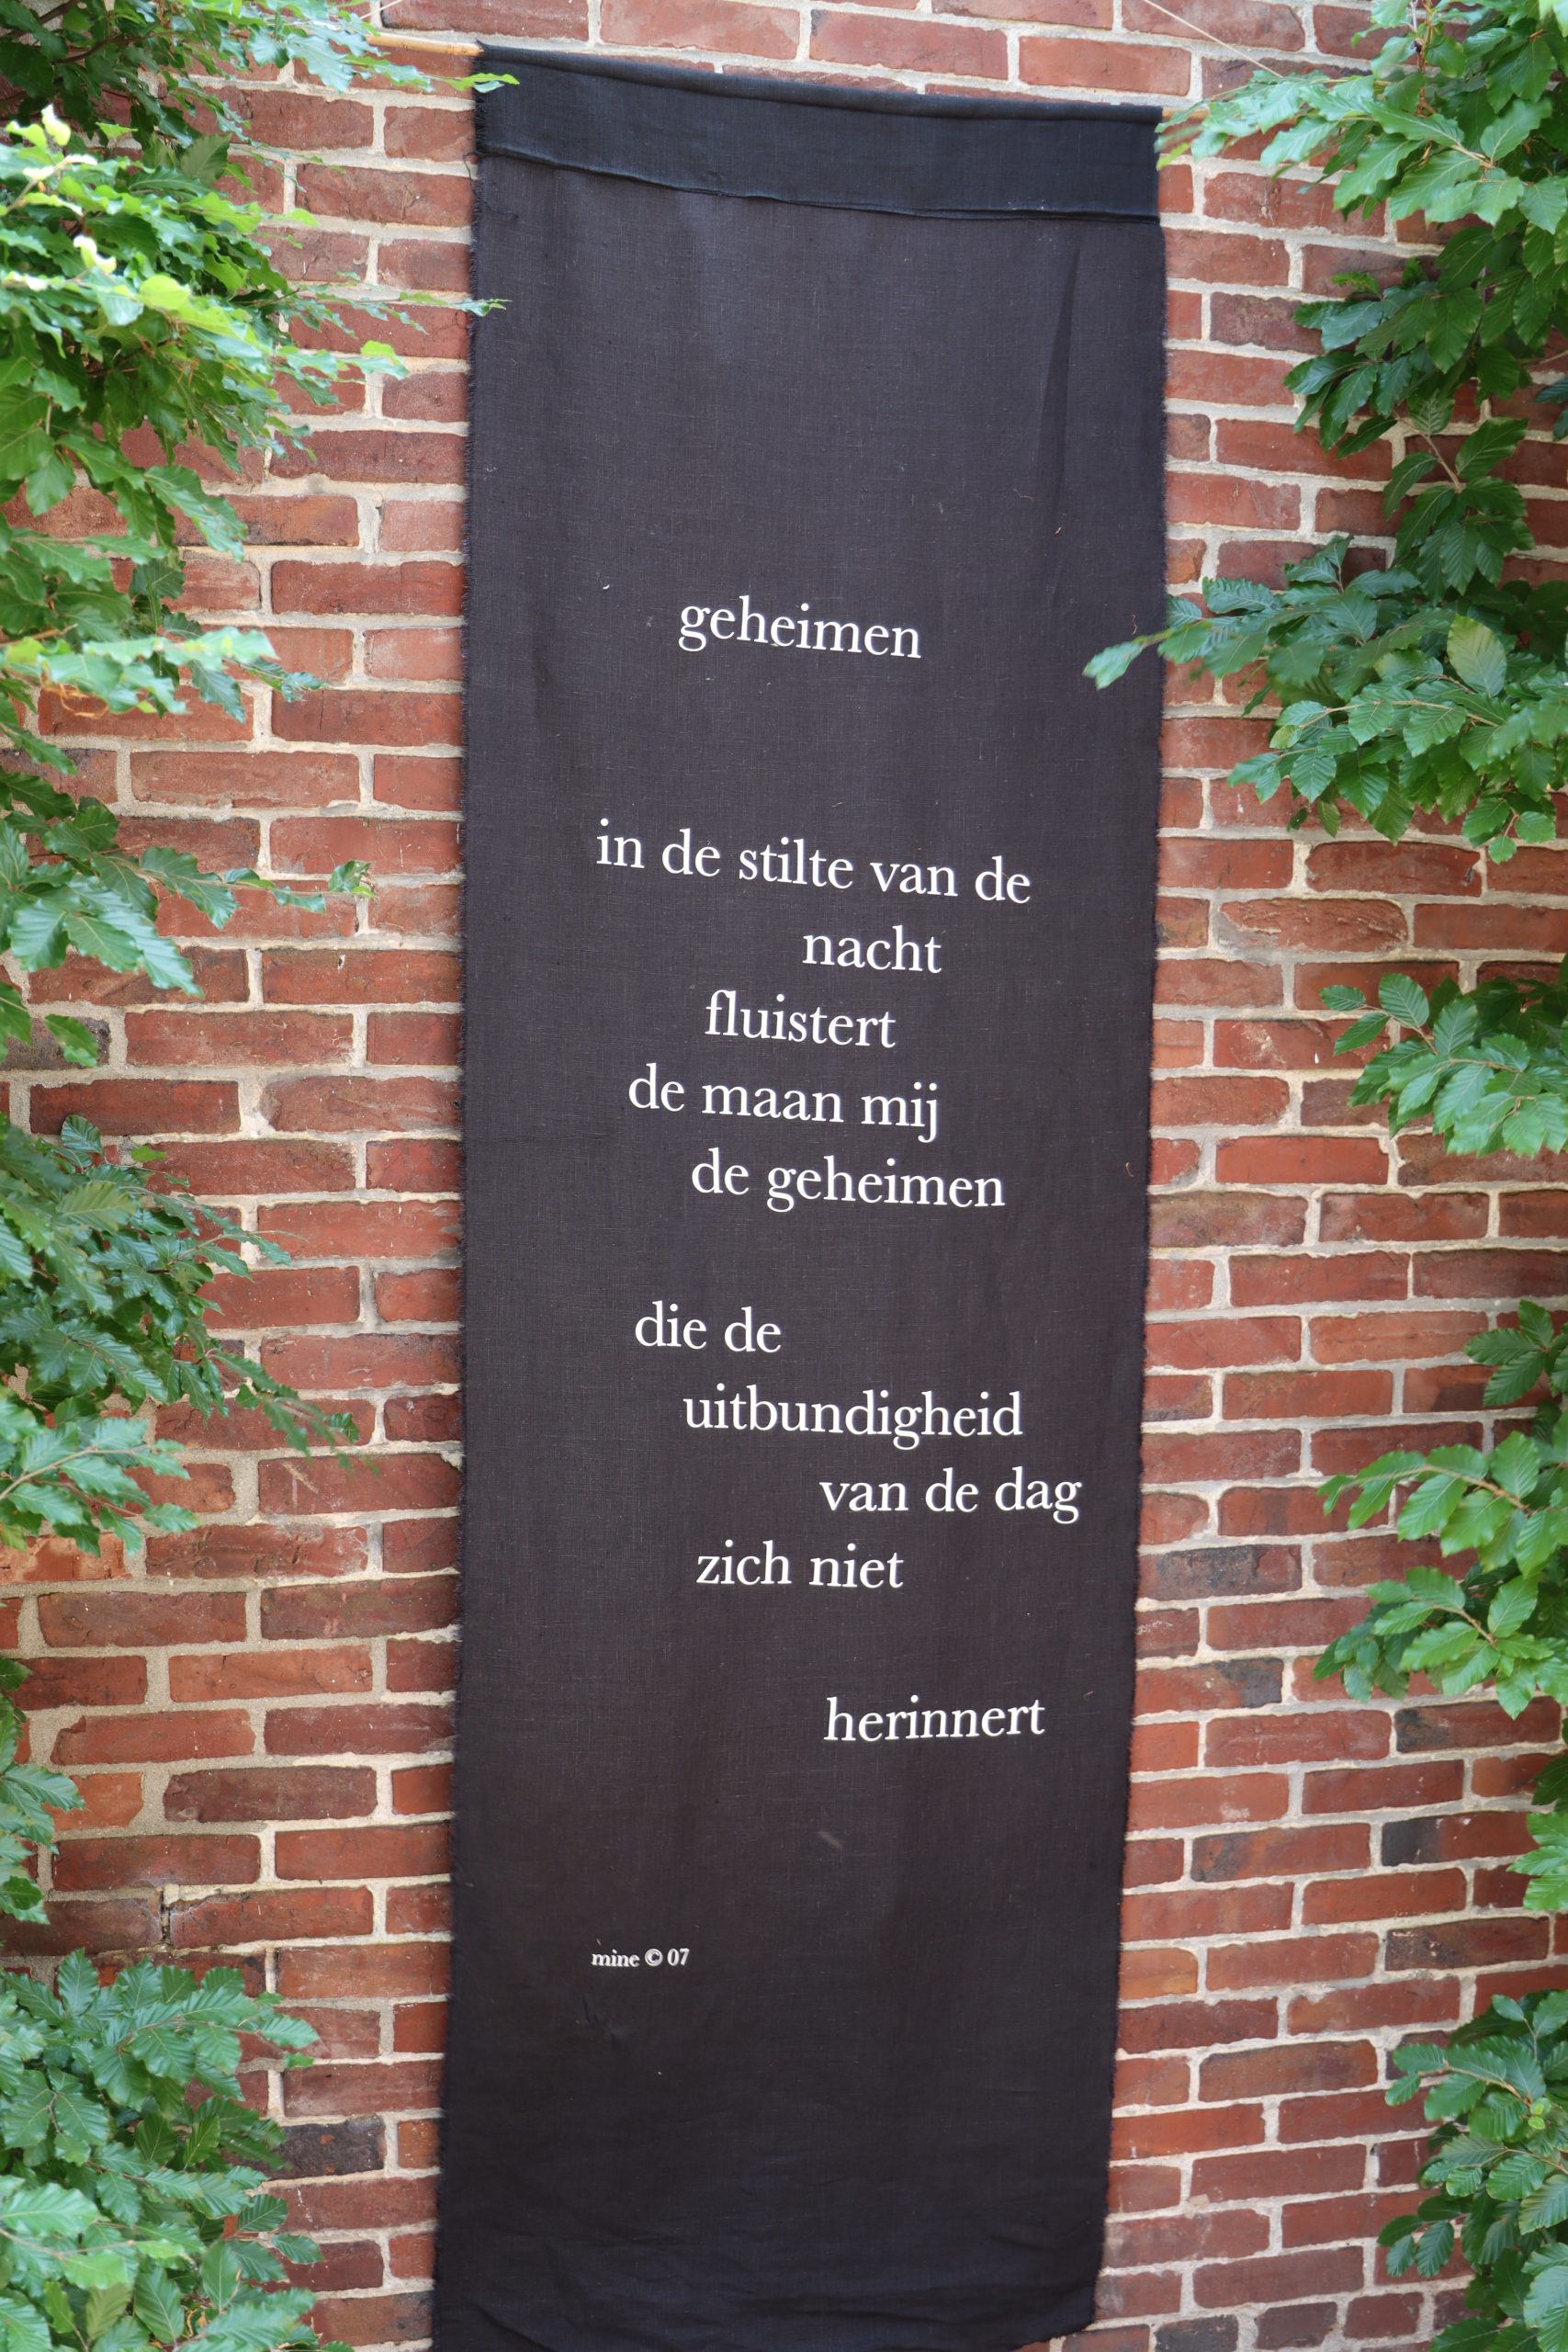 geheimen
in de stilte van de
nacht
fluistert
de maan mij
de geheimen
die de
uitbundigheid
van de dag
zich niet
herinnert
mine © 07